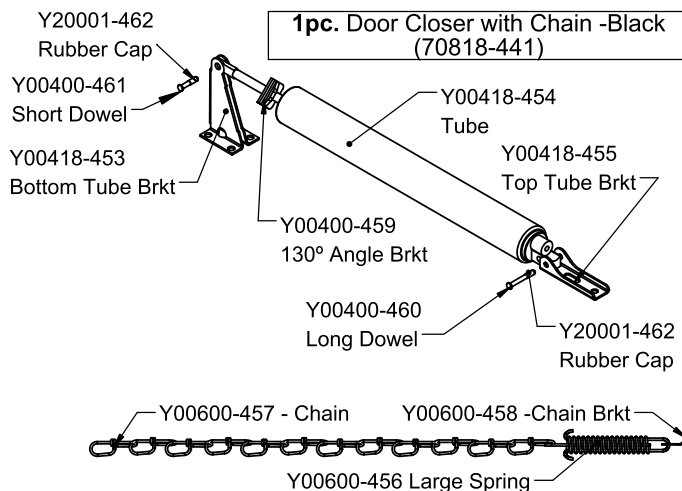 Y20001-462
Rubber Cap
1pc. Door Closer with Chain -Black
(70818-441)
Y00400-461
Short Dowel
Y00418-454
Tube
Y00418-453
Bottom Tube Brkt
Y00418-455
Top Tube Brkt
Y00400-459
130º Angle Brkt
Y00400-460
Long Dowel
Y20001-462
Rubber Cap
Y00600-457 - Chain
Y00600-458 -Chain Brkt
Y00600-456 Large Spring